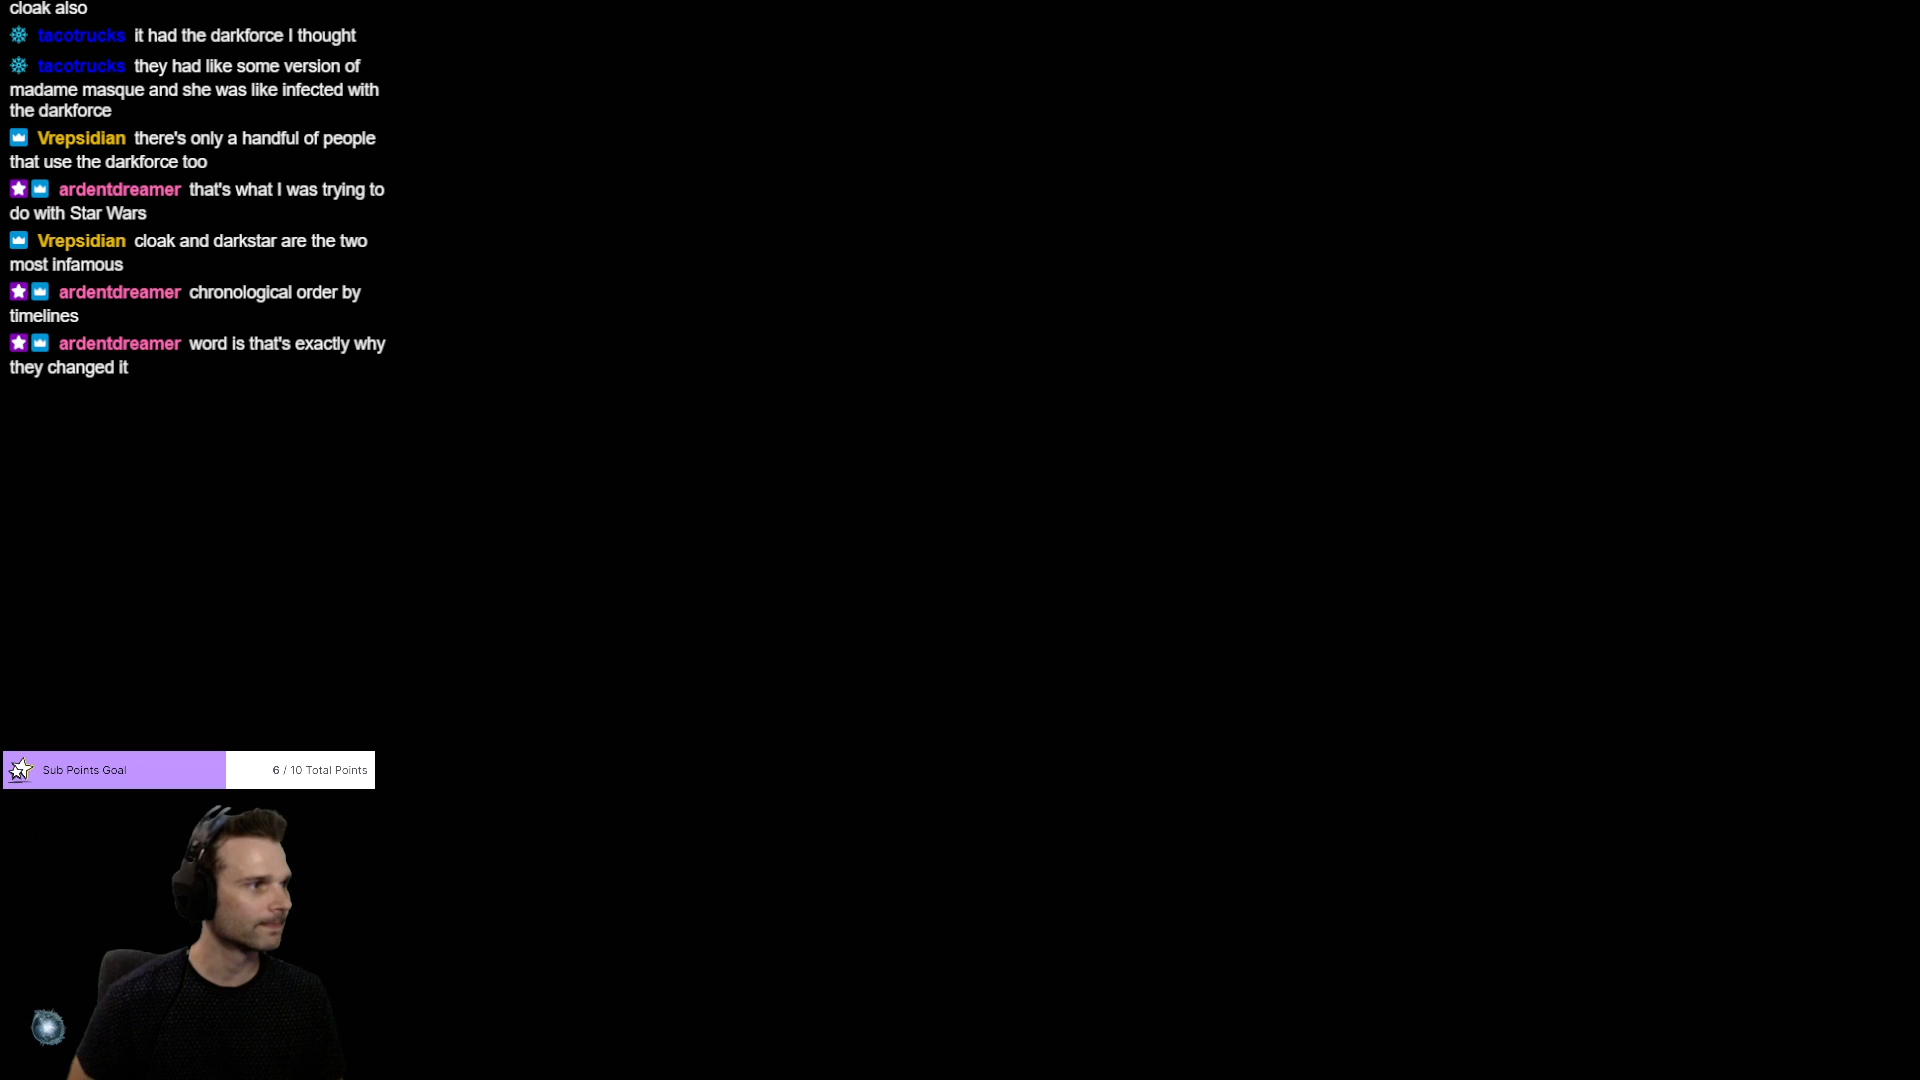 cloak also
tacotrucks it had the darkforce I thought
tacotrucks they had like some version of
madame masque and she was like infected with
the darkforce
Vrepsidian there's only a handful of people
that use the darkforce too
ardentdreamer that's what I was trying to
do with Star Wars
Vrepsidian cloak and darkstar are the two
most infamous
ardentdreamer chronological order by
timelines
ardentdreamer word is that's exactly why
they changed it
Sub Points Goal 6 / 10 Total Points